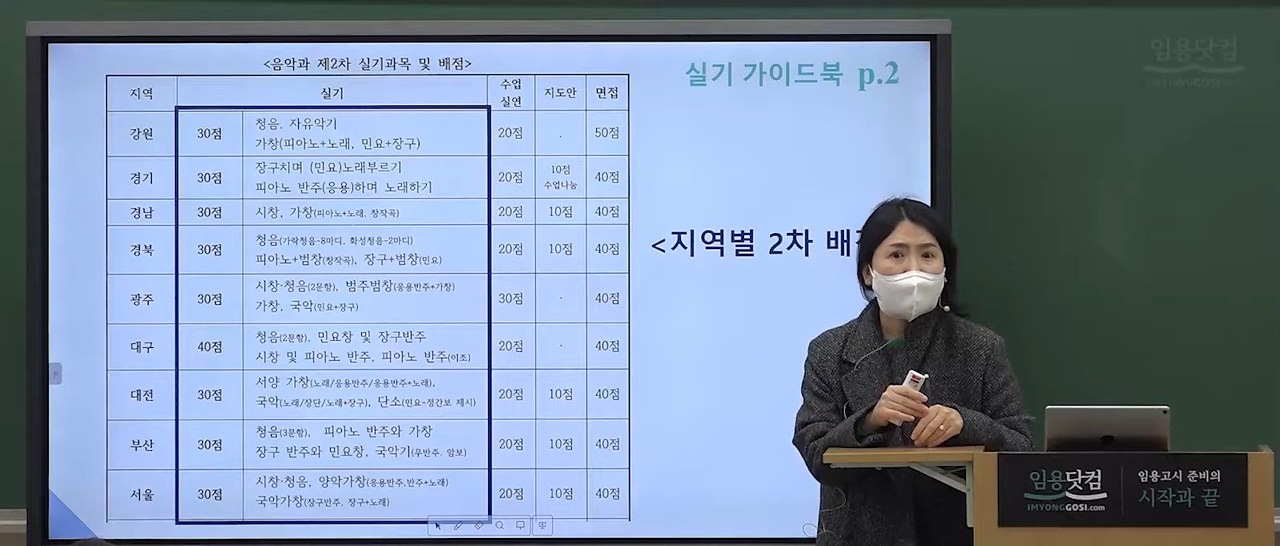 <음악과 제2차 실기과목 및 배점>
지역 실기 수업 실연 지도안 면접
강원 30점 청음, 자유악기 20점 . 50점
가창(피아노+노래, 민요+장구)
경기 30점 장구치며 (민요)노래부르기 20점 10점 수업나눔 40점
피아노 반주(응용)하며 노래하기
경남 30점 시창, 가창(피아노+노래, 창작곡) 20점 10점 40점
경북 30점 청음(가락청음-8마디, 화성청음-2마디) 20점 10점 40점
피아노+범창(창작곡), 장구+범창(민요)
광주 30점 시창·청음(2문항), 범주범창(응용반주+가창) 30점 . 40점
가창, 국악(민요+장구)
대구 40점 청음(2문항), 민요창 및 장구반주 20점 . 40점
시창 및 피아노 반주, 피아노 반주(이조)
대전 30점 서양 가창(노래/응용반주/응용반주+노래), 20점 10점 40점
국악(노래/장단/노래+장구), 단소(민요-정간보 제시)
부산 30점 청음(3문항), 피아노 반주와 가창 20점 10점 40점
장구 반주와 민요창, 국악기(무반주, 암보)
서울 30점 시창·청음, 양악가창(응용반주,반주+노래) 20점 10점 40점
국악가창(장구반주, 장구+노래)
실기 가이드북 p.2
<지역별 2차 배
임용닷컴
IMYONGGOSI.com
임용닷컴
IMYONGGOSI.com
임용고시 준비의
시작과 끝